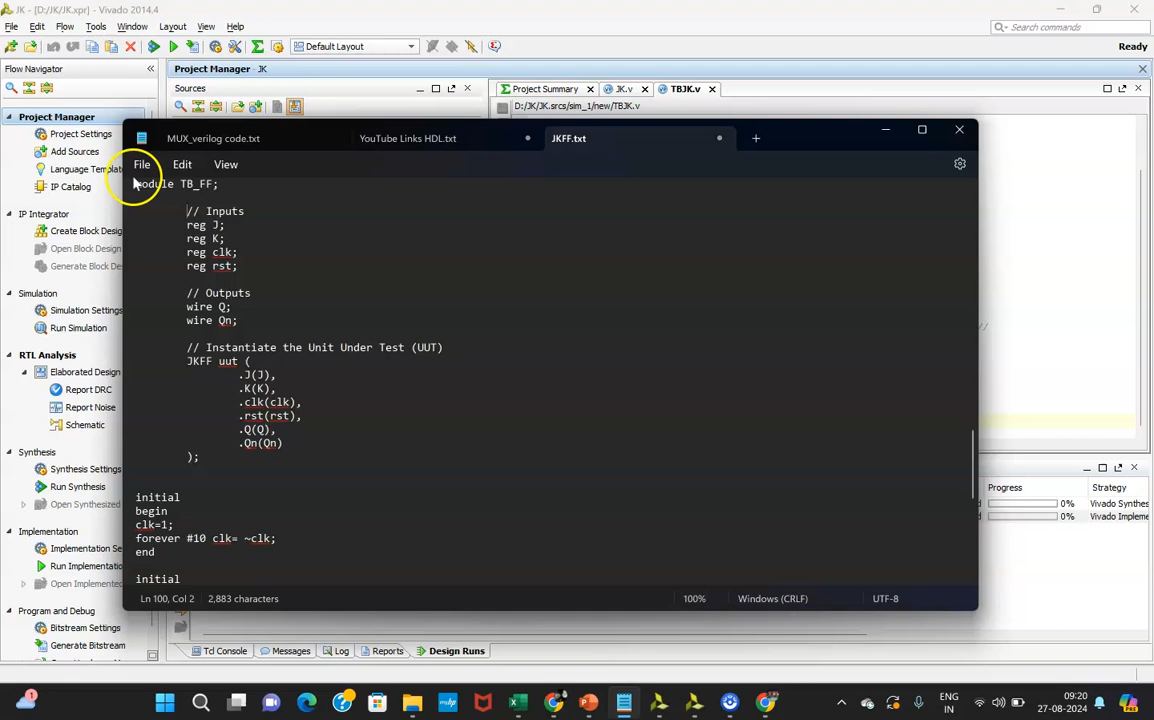 JK - [D:/JK/JK.xpr] - Vivado 2014.4
File Edit Flow Tools Window Layout View Help
Search commands
Default Layout
Ready
Flow Navigator
Project Manager - JK
Sources
Project Summary
JK.v
TBJK.v
D:/JK/JK.srcs/sim_1/new/TBJK.v
Project Manager
Project Settings
Add Sources
Language Templat
IP Catalog
IP Integrator
Create Block Desig
Open Block Design
Generate Block De
Simulation
Simulation Settings
Run Simulation
RTL Analysis
Elaborated Design
Report DRC
Report Noise
Schematic
Synthesis
Synthesis Settings
Run Synthesis
Open Synthesized
Implementation
Implementation Se
Run Implementatio
Open Implemented
Program and Debug
Bitstream Settings
Generate Bitstream
MUX_verilog code.txt
YouTube Links HDL.txt
JKFF.txt
File Edit View
module TB_FF;
// Inputs
reg J;
reg K;
reg clk;
reg rst;
// Outputs
wire Q;
wire Qn;
// Instantiate the Unit Under Test (UUT)
JKFF uut (
.J(J),
.K(K),
.clk(clk),
.rst(rst),
.Q(Q),
.Qn(Qn)
);
initial
begin
clk=1;
forever #10 clk= ~clk;
end
initial
Ln 100, Col 2
2,883 characters
100%
Windows (CRLF)
UTF-8
//
Progress
Strategy
0%
Vivado Synthes
0%
Vivado Impleme
Tcl Console
Messages
Log
Reports
Design Runs
1
ENG
IN
09:20
27-08-2024
PRE